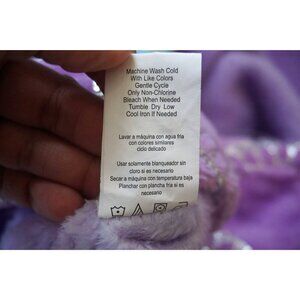 Machine Wash Cold
With Like Colors
Gentle Cycle
Only Non-Chlorine
Bleach When Needed
Tumble Dry Low
Cool Iron If Needed
Lavar a máquina con agua fria
con colores similares
ciclo delicado
Usar solamente blanqueador sin
cloro si es necesario
Secar a máquina con temperatura baja
Planchar con plancha fria si es
necesario